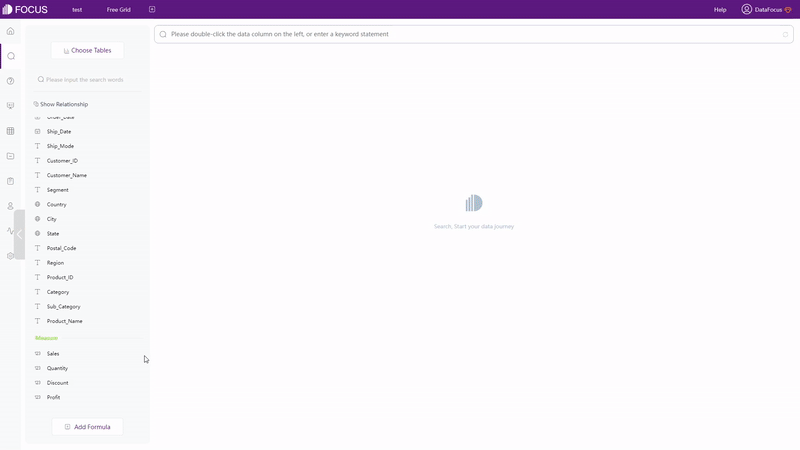 FOCUS
test
Free Grid
Help
DataFocus
Choose Tables
Please input the search words
Show Relationship
Order_Date
Ship_Date
Ship_Mode
Customer_ID
Customer_Name
Segment
Country
City
State
Postal_Code
Region
Product_ID
Category
Sub_Category
Product_Name
Measure
Sales
Quantity
Discount
Profit
Add Formula
Please double-click the data column on the left, or enter a keyword statement
Search, Start your data journey